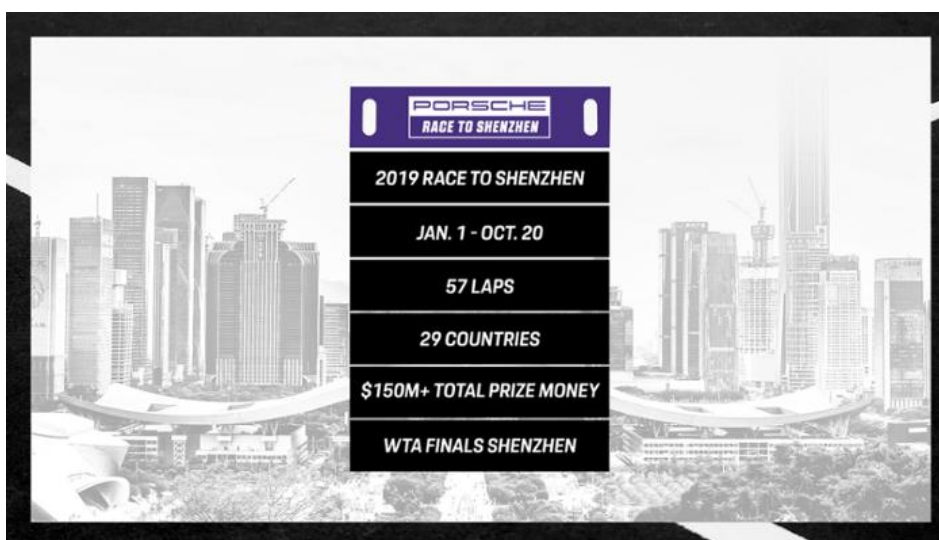 PORSCHE
RACE TO SHENZHEN
2019 RACE TO SHENZHEN
JAN. 1 - OCT. 20
57 LAPS
29 COUNTRIES
$150M+ TOTAL PRIZE MONEY
WTA FINALS SHENZHEN